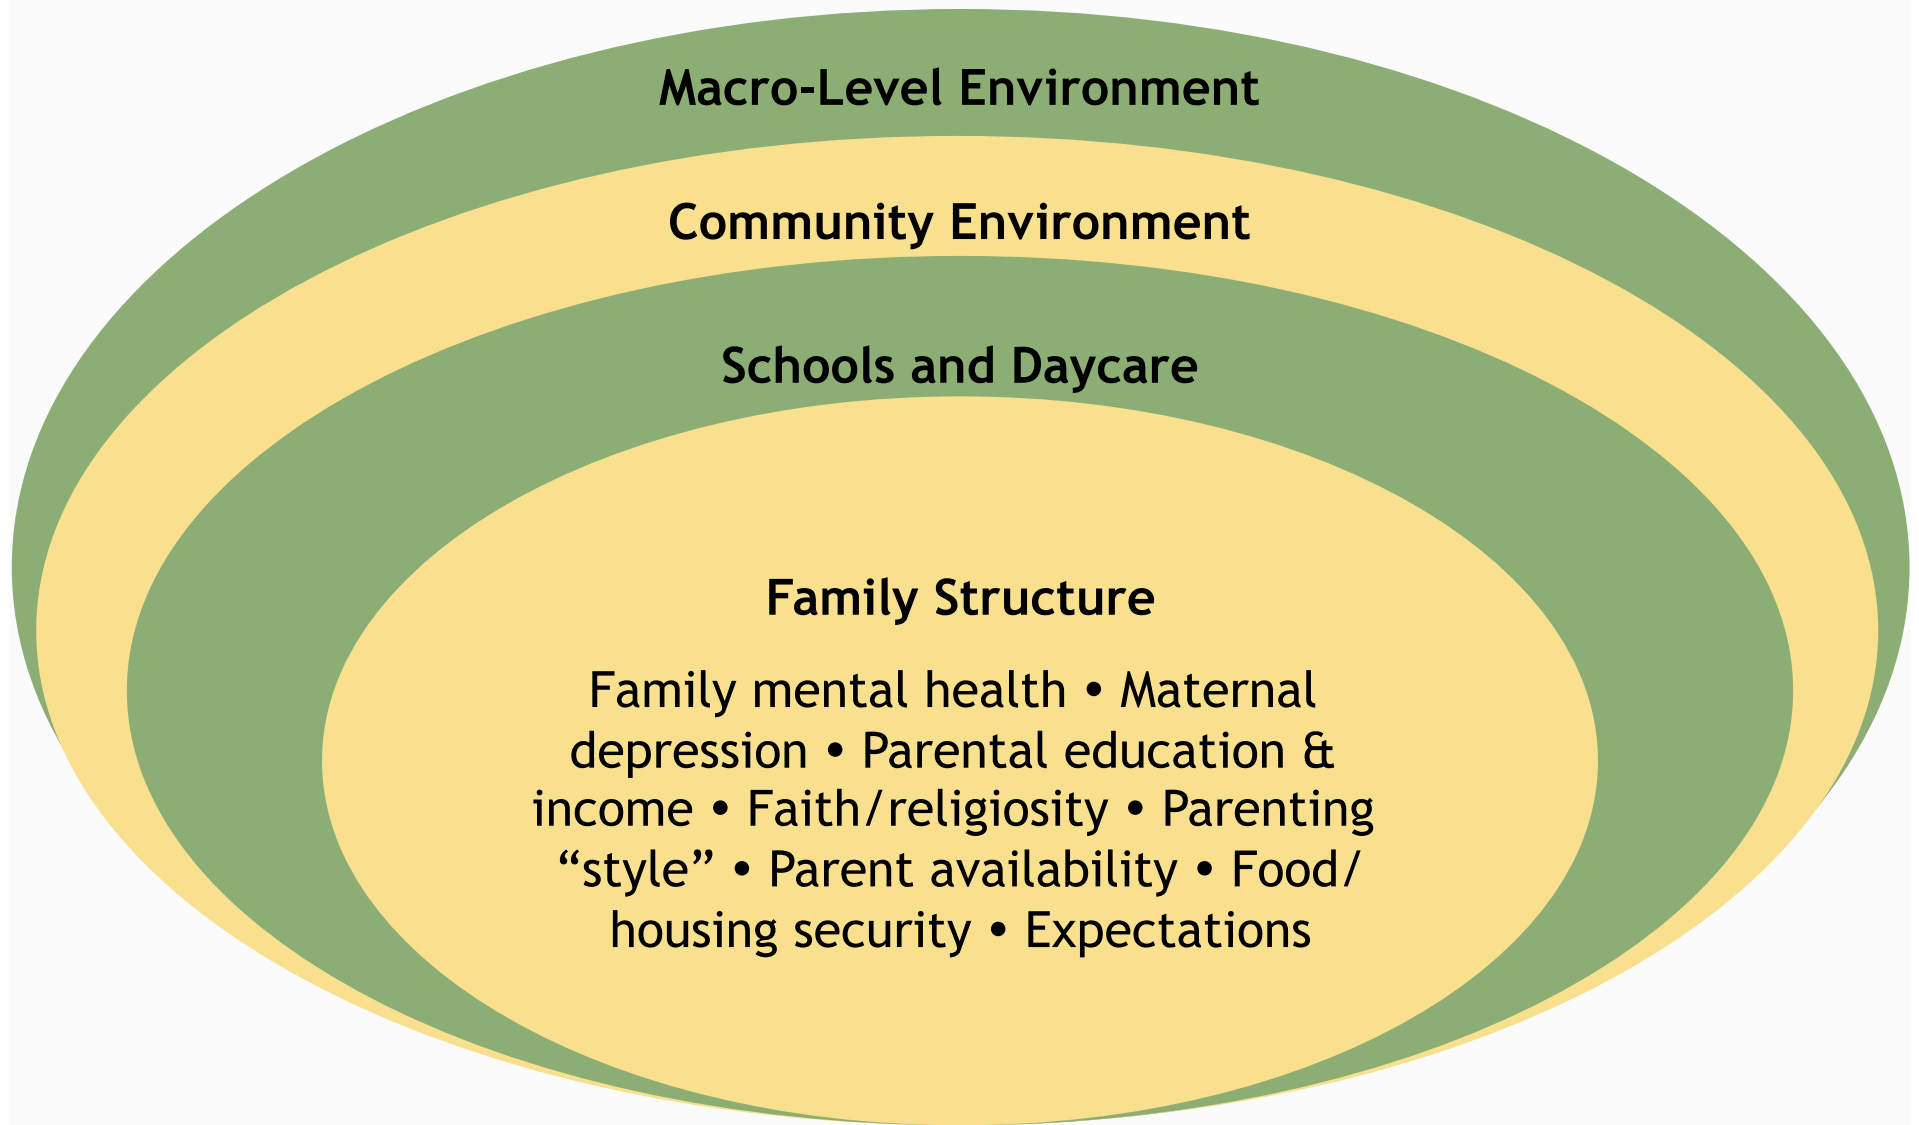 Macro-Level Environment
Community Environment
Schools and Daycare
Family Structure
Family mental health • Maternal
depression • Parental education &
income • Faith/religiosity • Parenting
“style” • Parent availability • Food/
housing security • Expectations